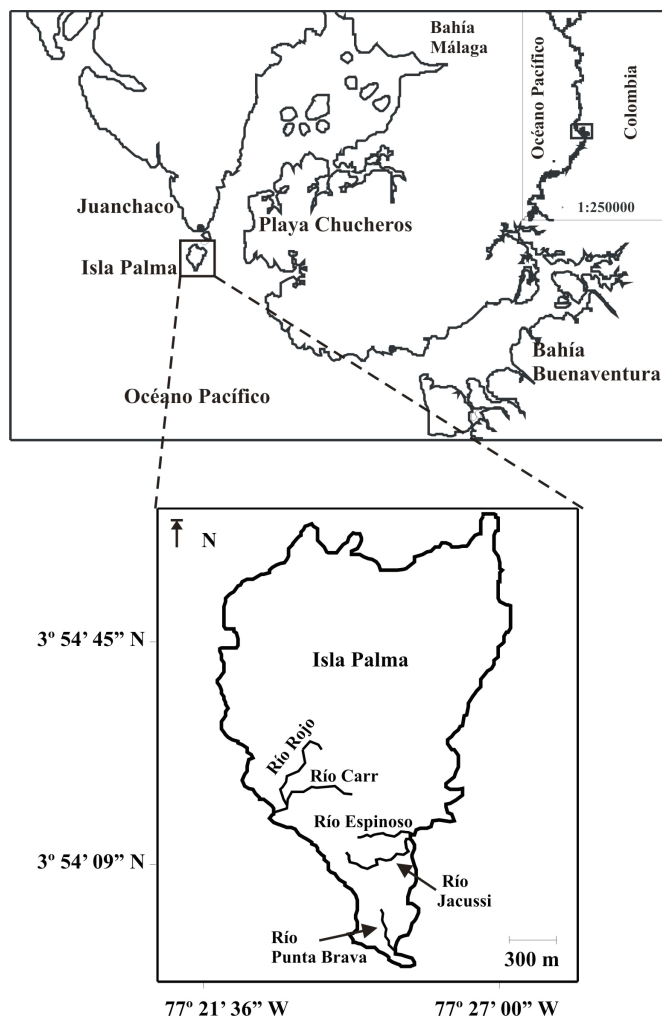 Bahía
Málaga
Océano Pacífico
Colombia
1:250000
Juanchaco
Playa Chucheros
Isla Palma
Bahía
Buenaventura
Océano Pacífico
N
3º 54’ 45” N
Isla Palma
Río Rojo
Río Carr
Río Espinoso
3º 54’ 09” N
Río
Jacussi
Río
Punta Brava
300 m
77º 21’ 36” W
77º 27’ 00” W